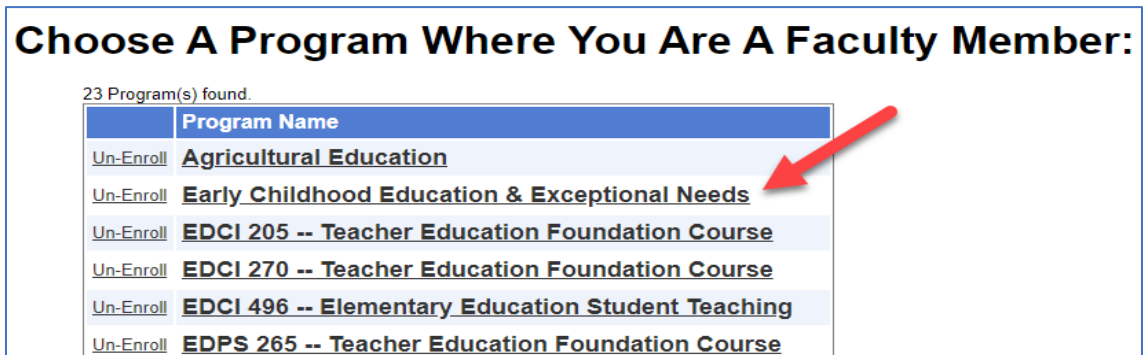 Choose A Program Where You Are A Faculty Member:
23 Program(s) found.
Program Name
Un-Enroll Agricultural Education
Un-Enroll Early Childhood Education & Exceptional Needs
Un-Enroll EDCI 205 -- Teacher Education Foundation Course
Un-Enroll EDCI 270 -- Teacher Education Foundation Course
Un-Enroll EDCI 496 -- Elementary Education Student Teaching
Un-Enroll EDPS 265 -- Teacher Education Foundation Course